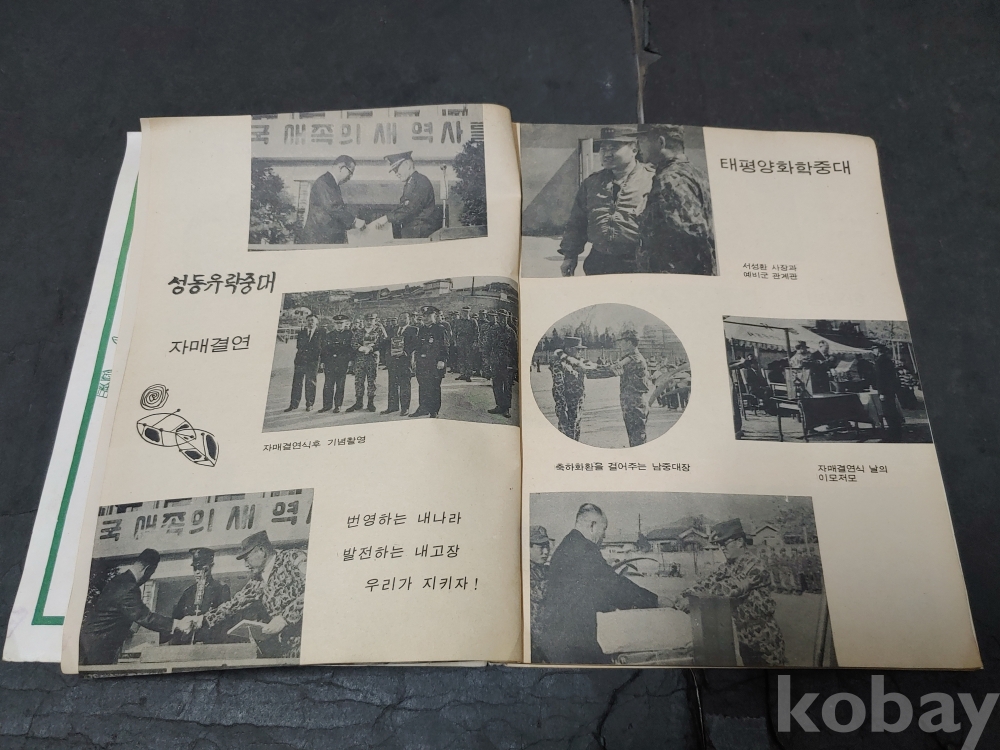 국 새족의 새 역사를
성동유락중대
자매결연
자매결연식후 기념촬영
국 새족의 새 역사
번영하는 내나라
발전하는 내고장
우리가 지키자!
태평양화학중대
서성환 사장과
예비군 관계관
축하화환을 걸어주는 남중대장
자매결연식 날의
이모저모
kobay